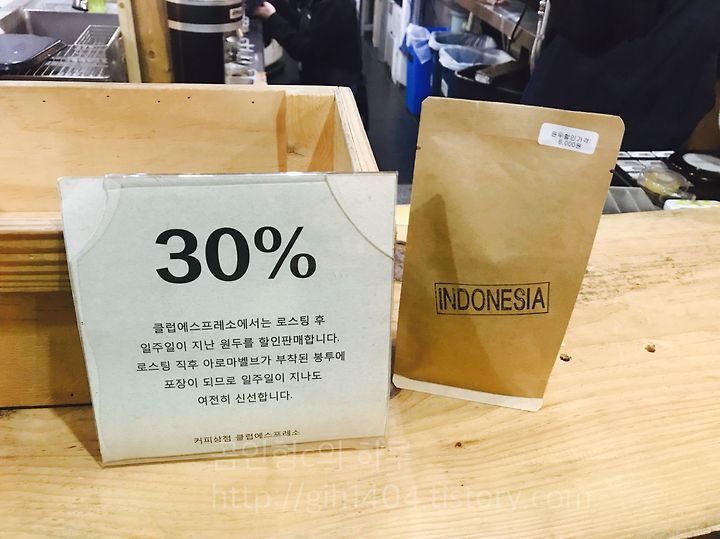 30%
클럽에스프레소에서는 로스팅 후
일주일이 지난 원두를 할인판매합니다.
로스팅 직후 아로마벨브가 부착된 봉투에
포장이 되므로 일주일이 지나도
여전히 신선합니다.
커피상점 클럽에스프레소
원두할인가격
6,000원
INDONESIA
의 하루
http://gih1404.tistory.com